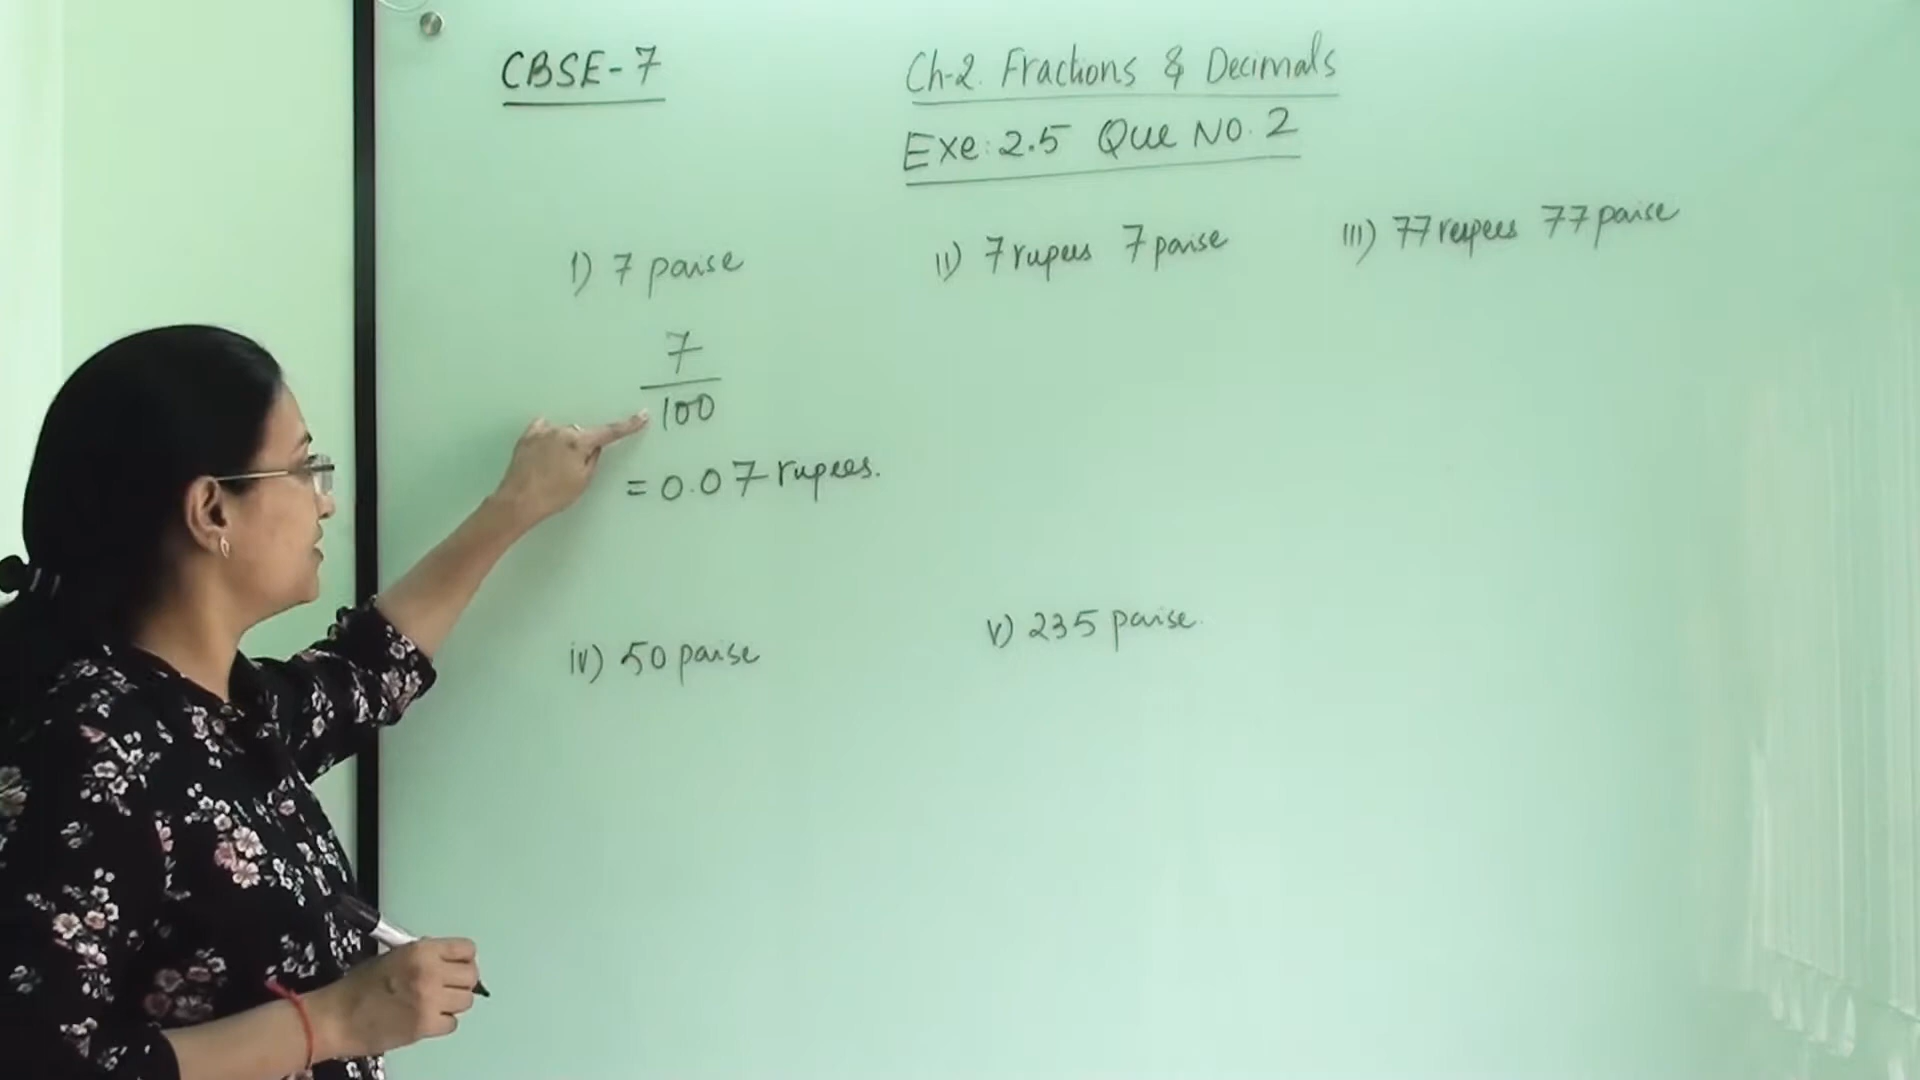 CBSE-7
Ch-2. Fractions & Decimals
Exe: 2.5 Que NO. 2
i) 7 paise
ii) 7 rupees 7 paise
iii) 77 rupees 77 paise
7
100
= 0.07 rupees.
iv) 50 paise
v) 235 paise.